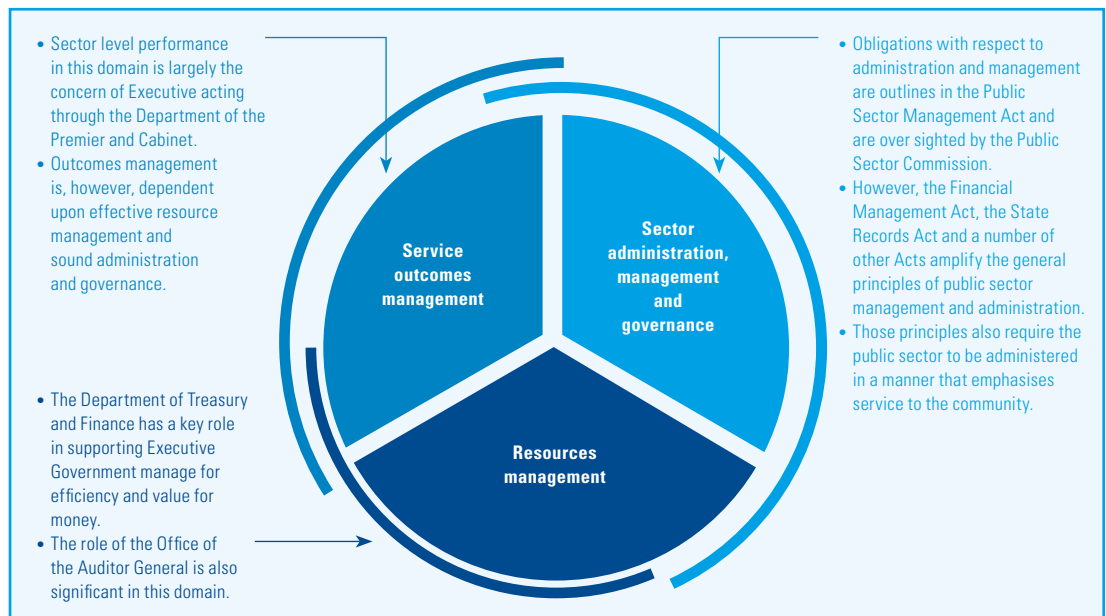 • Sector level performance
in this domain is largely the
concern of Executive acting
through the Department of the
Premier and Cabinet.
• Outcomes management
is, however, dependent
upon effective resource
management and
sound administration
and governance.
• The Department of Treasury
and Finance has a key role
in supporting Executive
Government manage for
efficiency and value for
money.
• The role of the Office of
the Auditor General is also
significant in this domain.
Service
outcomes
management
Sector
administration,
management
and
governance
Resources
management
• Obligations with respect to
administration and management
are outlines in the Public
Sector Management Act and
are over sighted by the Public
Sector Commission.
• However, the Financial
Management Act, the State
Records Act and a number of
other Acts amplify the general
principles of public sector
management and administration.
• Those principles also require the
public sector to be administered
in a manner that emphasises
service to the community.